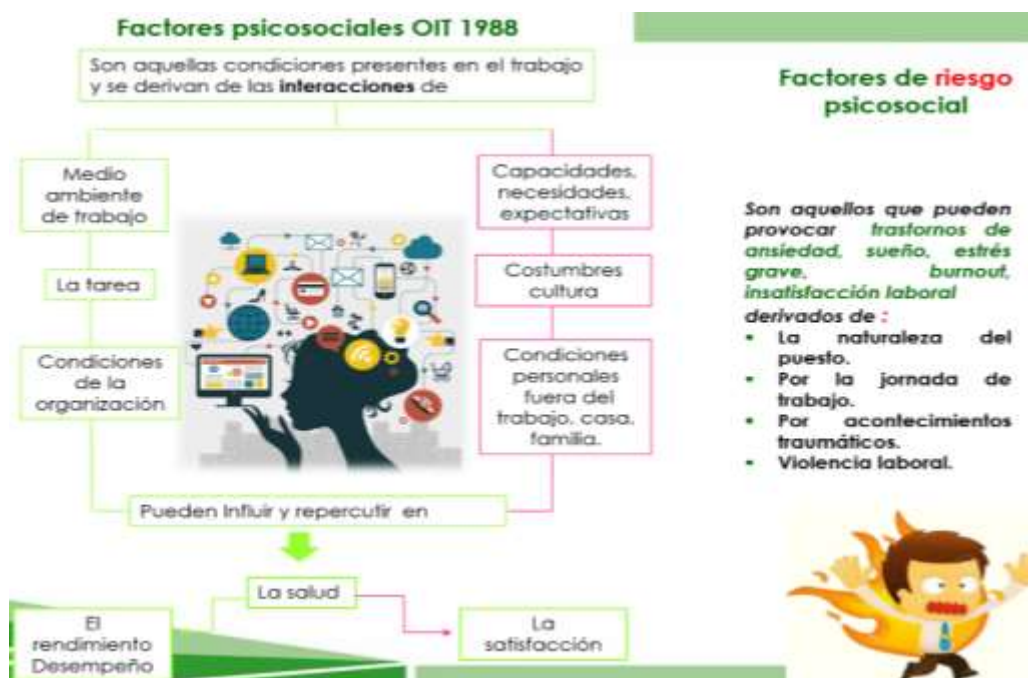 Factores psicosociales OIT 1988
Son aquellas condiciones presentes en el trabajo
y se derivan de las interacciones de
Medio
ambiente
de trabajo
La tarea
Condiciones
de la
organización
Capacidades,
necesidades,
expectativas
Costumbres
cultura
Condiciones
personales
fuera del
trabajo, casa,
familia.
Pueden Influir y repercutir en
La salud
El
rendimiento
Desempeño
La
satisfacción
Factores de riesgo
psicosocial
Son aquellos que pueden
provocar trastornos de
ansiedad, sueño, estrés
grave, burnout,
insatisfacción laboral
derivados de :
• La naturaleza del
puesto.
• Por la jornada de
trabajo.
• Por acontecimientos
traumáticos.
• Violencia laboral.